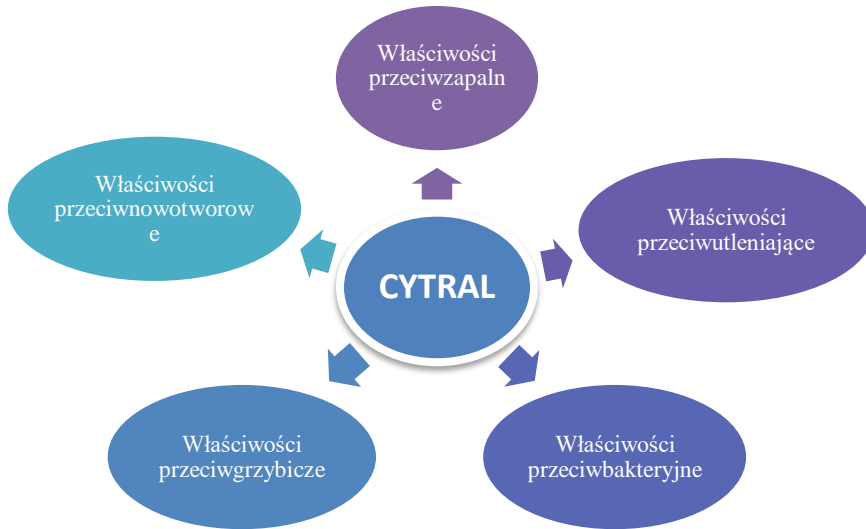 Właściwości
przeciwzapaln
e
Właściwości
przeciwnowotworow
e
Właściwości
przeciwutleniające
CYTRAL
Właściwości
przeciwgrzybicze
Właściwości
przeciwbakteryjne